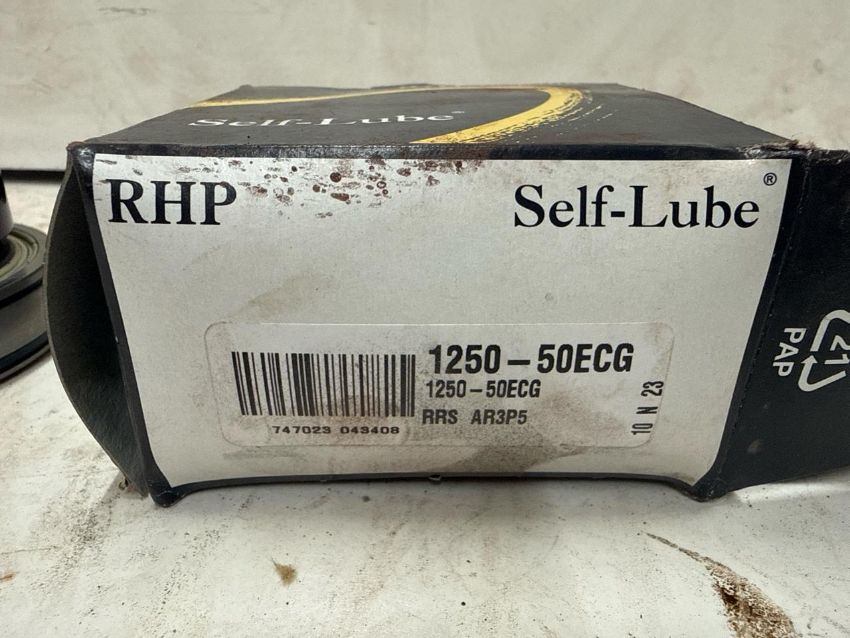 Self-Lube®
RHP
Self-Lube®
1250-50ECG
1250-50ECG
RRS AR3P5
10 N 23
747023 043408
21
PAP